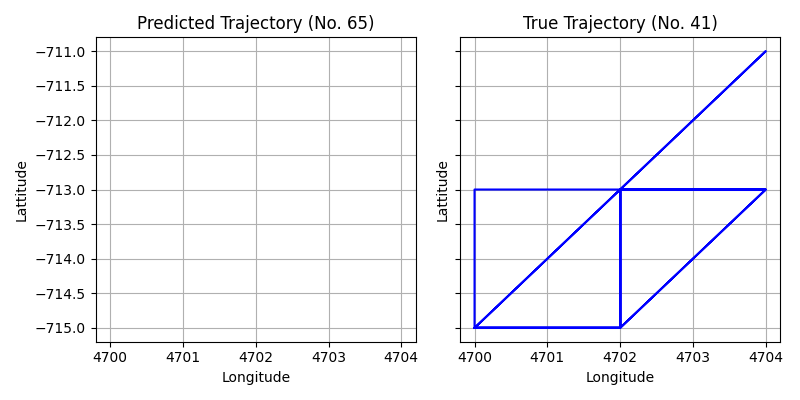 Predicted Trajectory (No. 65)
True Trajectory (No. 41)
−711.0
−711.5
−712.0
−712.5
−713.0
−713.5
−714.0
−714.5
−715.0
Lattitude
Lattitude
4700 4701 4702 4703 4704
4700 4701 4702 4703 4704
Longitude
Longitude